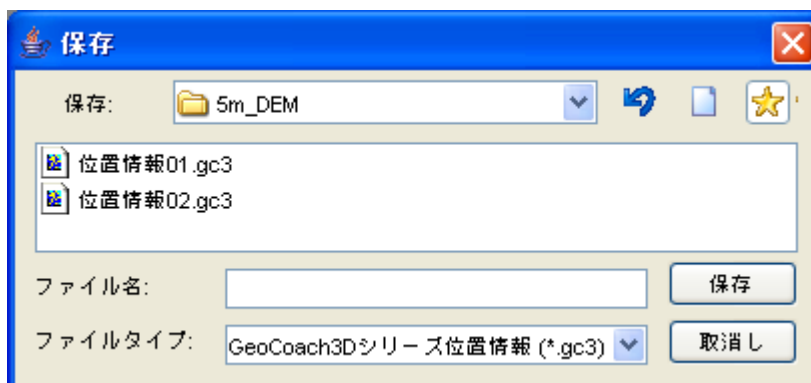 保存
保存:
5m_DEM
位置情報01.gc3
位置情報02.gc3
ファイル名:
保存
ファイルタイプ:
GeoCoach3Dシリーズ位置情報 (*.gc3)
取消し